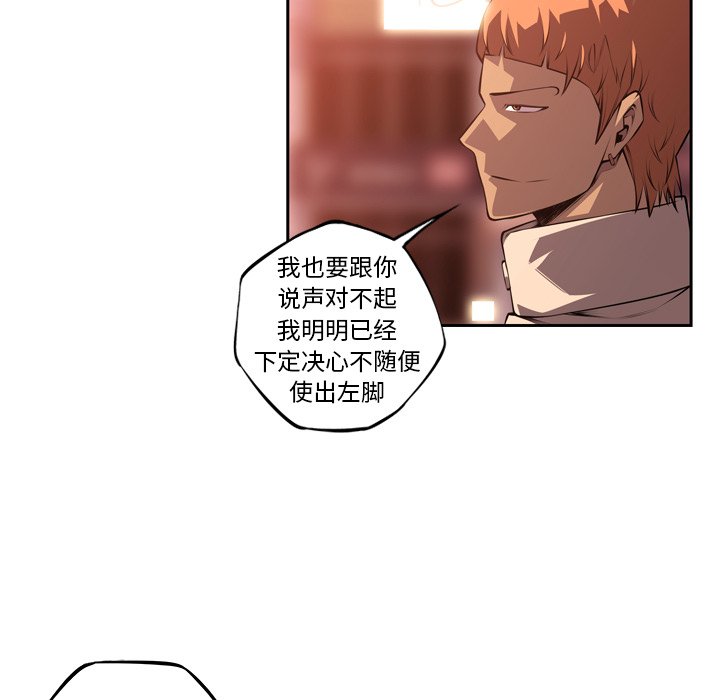 我也要跟你
说声对不起
我明明已经
下定决心不随便
使出左脚